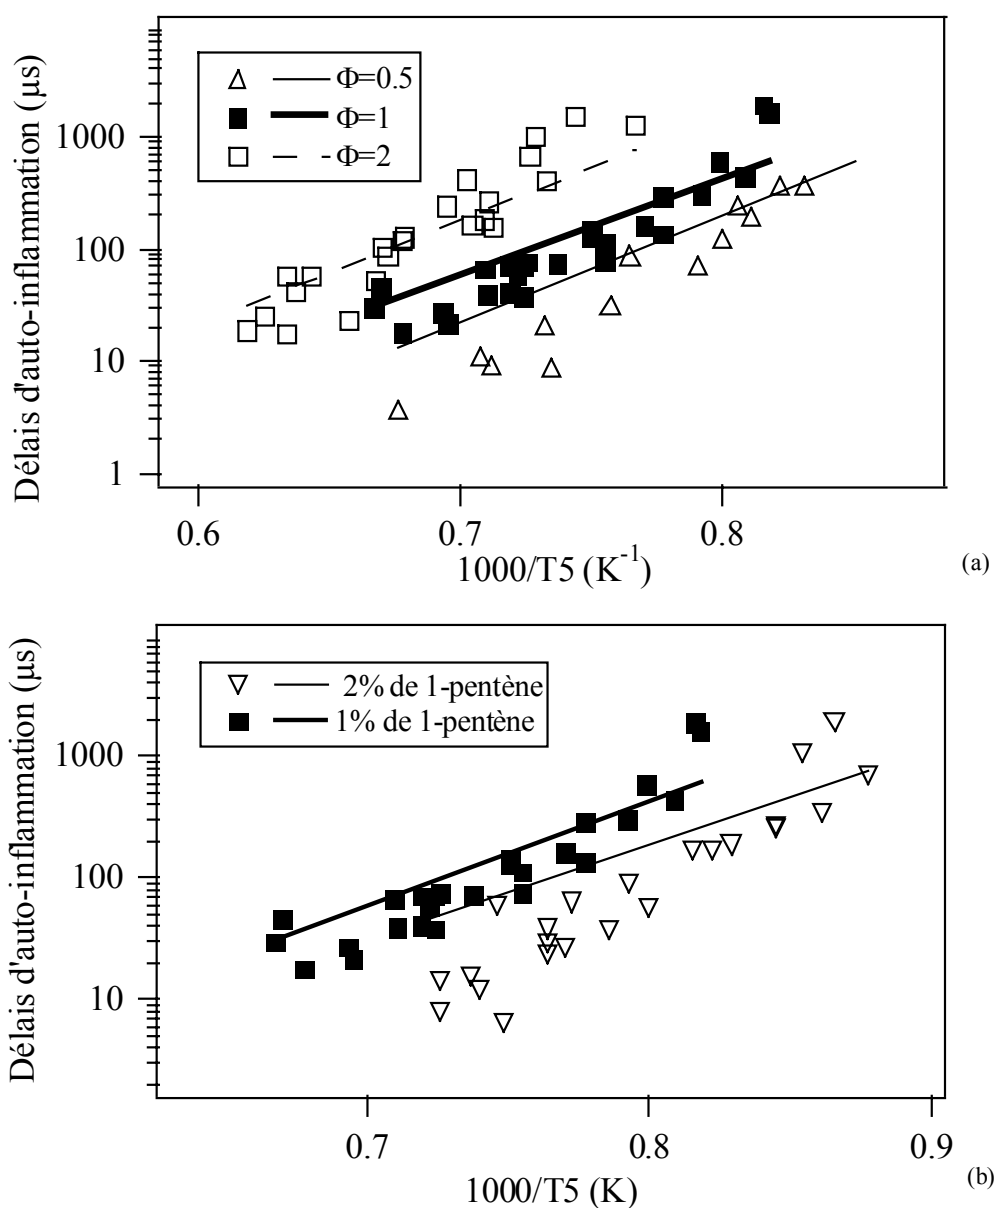 Délais d'auto-inflammation (µs)
1000
100
10
1
Φ=0.5
Φ=1
Φ=2
0.6
0.7
0.8
1000/T5 (K-1)
(a)
Délais d'auto-inflammation (µs)
1000
100
10
2% de 1-pentène
1% de 1-pentène
0.7
0.8
0.9
1000/T5 (K)
(b)